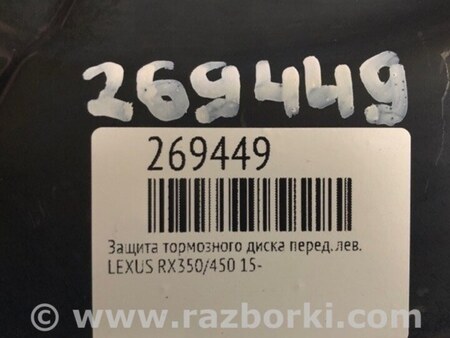 269449
269449
Защита тормозного диска перед.лев.
LEXUS RX350/450 15-
© www.razborki.com